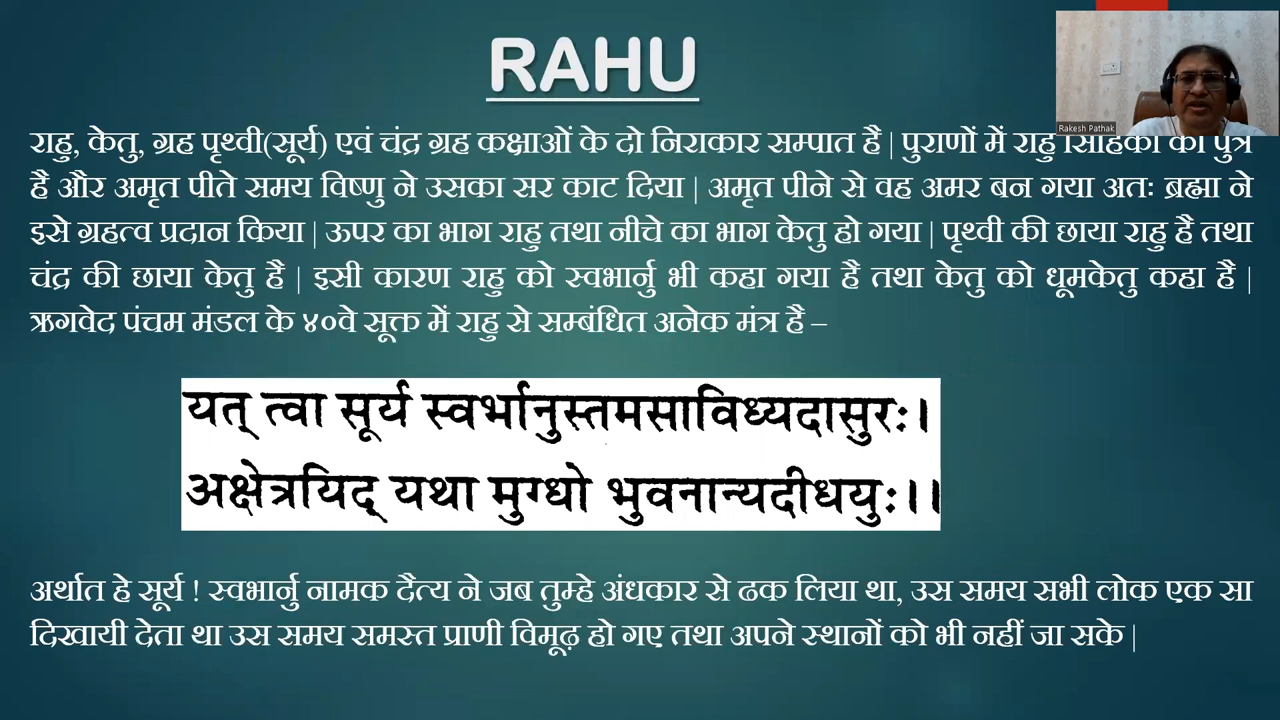 RAHU
Rakesh Pathak
राहु, केतु, ग्रह पृथ्वी(सूर्य) एवं चंद्र ग्रह कक्षाओं के दो निराकार सम्पात है | पुराणों में राहु सिंहिका का पुत्र
है और अमृत पीते समय विष्णु ने उसका सर काट दिया | अमृत पीने से वह अमर बन गया अतः ब्रह्मा ने
इसे ग्रहत्व प्रदान किया | ऊपर का भाग राहु तथा नीचे का भाग केतु हो गया | पृथ्वी की छाया राहु है तथा
चंद्र की छाया केतु है | इसी कारण राहु को स्वभार्नु भी कहा गया है तथा केतु को धूमकेतु कहा है |
ऋगवेद पंचम मंडल के ४०वे सूक्त में राहु से सम्बंधित अनेक मंत्र है –
यत् त्वा सूर्य स्वर्भानुस्तमसाविध्यदासुरः।
अक्षेत्रयिद् यथा मुग्धो भुवनान्यदीधयुः।।
अर्थात हे सूर्य ! स्वभार्नु नामक दैत्य ने जब तुम्हे अंधकार से ढक लिया था, उस समय सभी लोक एक सा
दिखायी देता था उस समय समस्त प्राणी विमूढ़ हो गए तथा अपने स्थानों को भी नहीं जा सके |